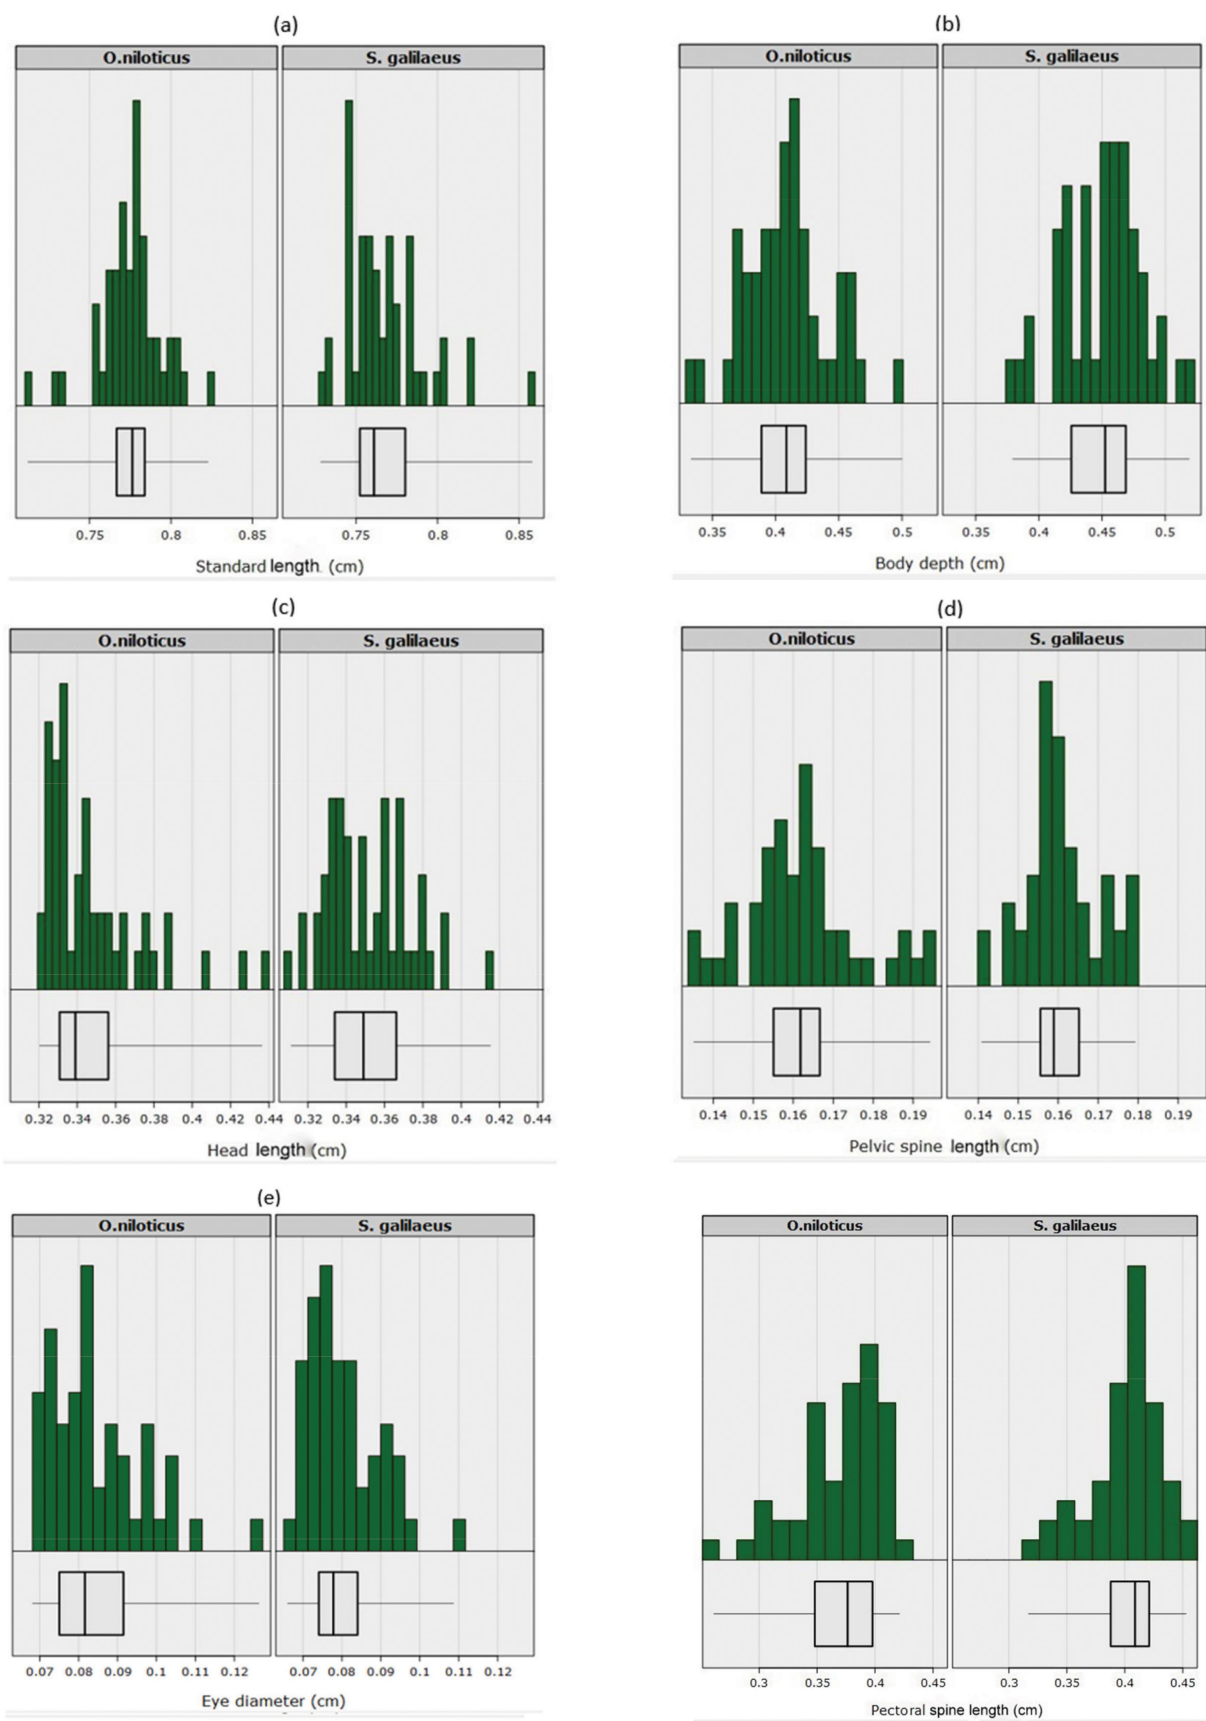 (a)
O.niloticus S. galilaeus
0.75 0.8 0.85 0.75 0.8 0.85
Standard length (cm)
(b)
O.niloticus S. galilaeus
0.35 0.4 0.45 0.5 0.35 0.4 0.45 0.5
Body depth (cm)
(c)
O.niloticus S. galilaeus
0.32 0.34 0.36 0.38 0.4 0.42 0.44 0.32 0.34 0.36 0.38 0.4 0.42 0.44
Head length (cm)
(d)
O.niloticus S. galilaeus
0.14 0.15 0.16 0.17 0.18 0.19 0.14 0.15 0.16 0.17 0.18 0.19
Pelvic spine length (cm)
(e)
O.niloticus S. galilaeus
0.07 0.08 0.09 0.1 0.11 0.12 0.07 0.08 0.09 0.1 0.11 0.12
Eye diameter (cm)
O.niloticus S. galilaeus
0.3 0.35 0.4 0.45 0.3 0.35 0.4 0.45
Pectoral spine length (cm)